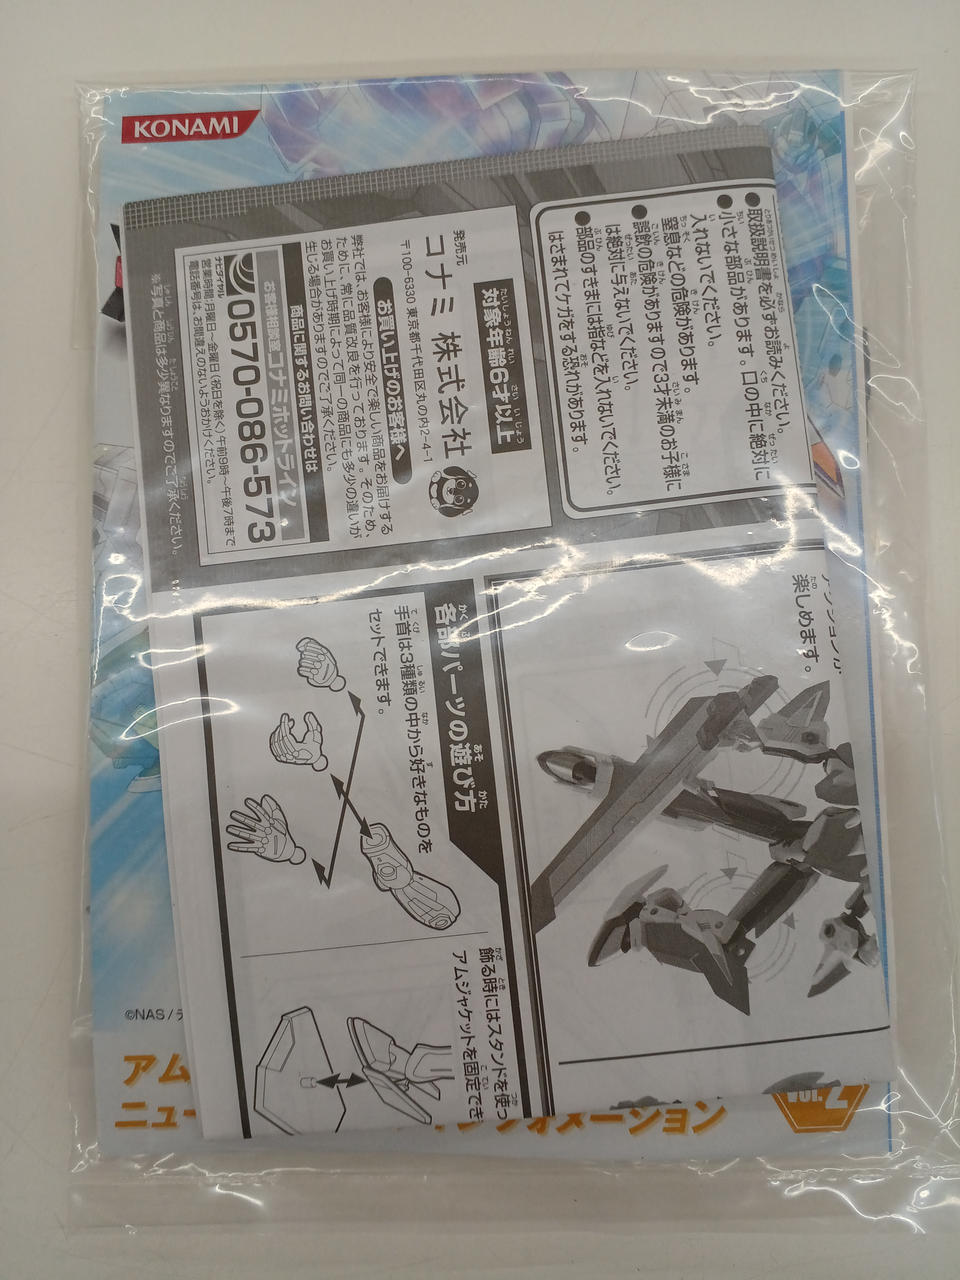 KONAMI
●取扱説明書を必ずお読みください。
●小さな部品があります。口の中に絶対に
入れないでください。
窒息などの危険があります。
●誤飲の危険がありますので3才未満のお子様に
は絶対に与えないでください。
●部品のすきまには指などを入れないでください。
はさまれてケガをする恐れがあります。
対象年齢6才以上
発売元
コナミ株式会社
〒100-6330 東京都千代田区丸の内2-4-1
お買い上げのお客様へ
弊社では、お客様により安全で楽しい商品をお届けする
ために、常に品質改良を行っております。そのため、
お買い上げ時期によって同一の商品にも多少の違いが
生じる場合がありますのでご了承ください。
商品に関するお問い合わせは
お客様相談室 コナミホットライン
ナビダイヤル 0570-086-573
営業時間:月曜日〜金曜日(祝日を除く)午前9時〜午後7時まで
電話番号は、お間違えのないようおかけください。
※写真と商品は多少異なりますのでご了承ください。
楽しめます。
各部パーツの遊び方
手首は3種類の中から好きなものを
セットできます。
飾る時にはスタンドを使っ
アムジャケットを固定でき
©NAS/テ
アム
ニュー
フォメーション
VOL.7